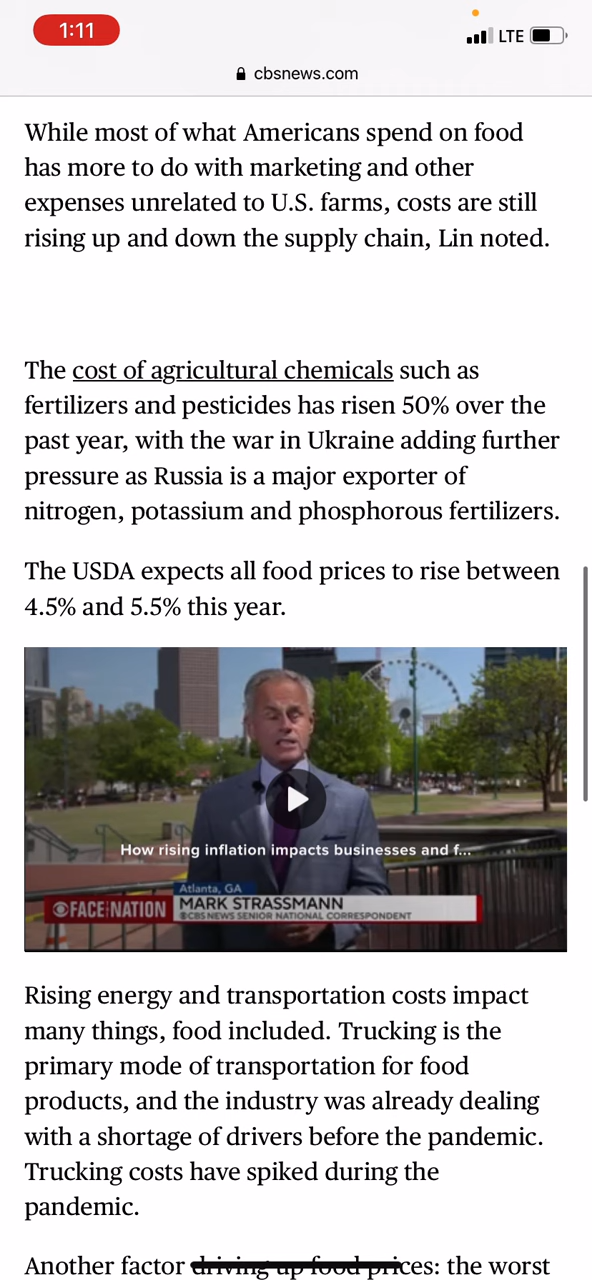 1:11
LTE
cbsnews.com
While most of what Americans spend on food
has more to do with marketing and other
expenses unrelated to U.S. farms, costs are still
rising up and down the supply chain, Lin noted.
The cost of agricultural chemicals such as
fertilizers and pesticides has risen 50% over the
past year, with the war in Ukraine adding further
pressure as Russia is a major exporter of
nitrogen, potassium and phosphorous fertilizers.
The USDA expects all food prices to rise between
4.5% and 5.5% this year.
How rising inflation impacts businesses and f...
Atlanta, GA
FACE THE NATION
MARK STRASSMANN
CBS NEWS SENIOR NATIONAL CORRESPONDENT
Rising energy and transportation costs impact
many things, food included. Trucking is the
primary mode of transportation for food
products, and the industry was already dealing
with a shortage of drivers before the pandemic.
Trucking costs have spiked during the
pandemic.
Another factor driving up food prices: the worst